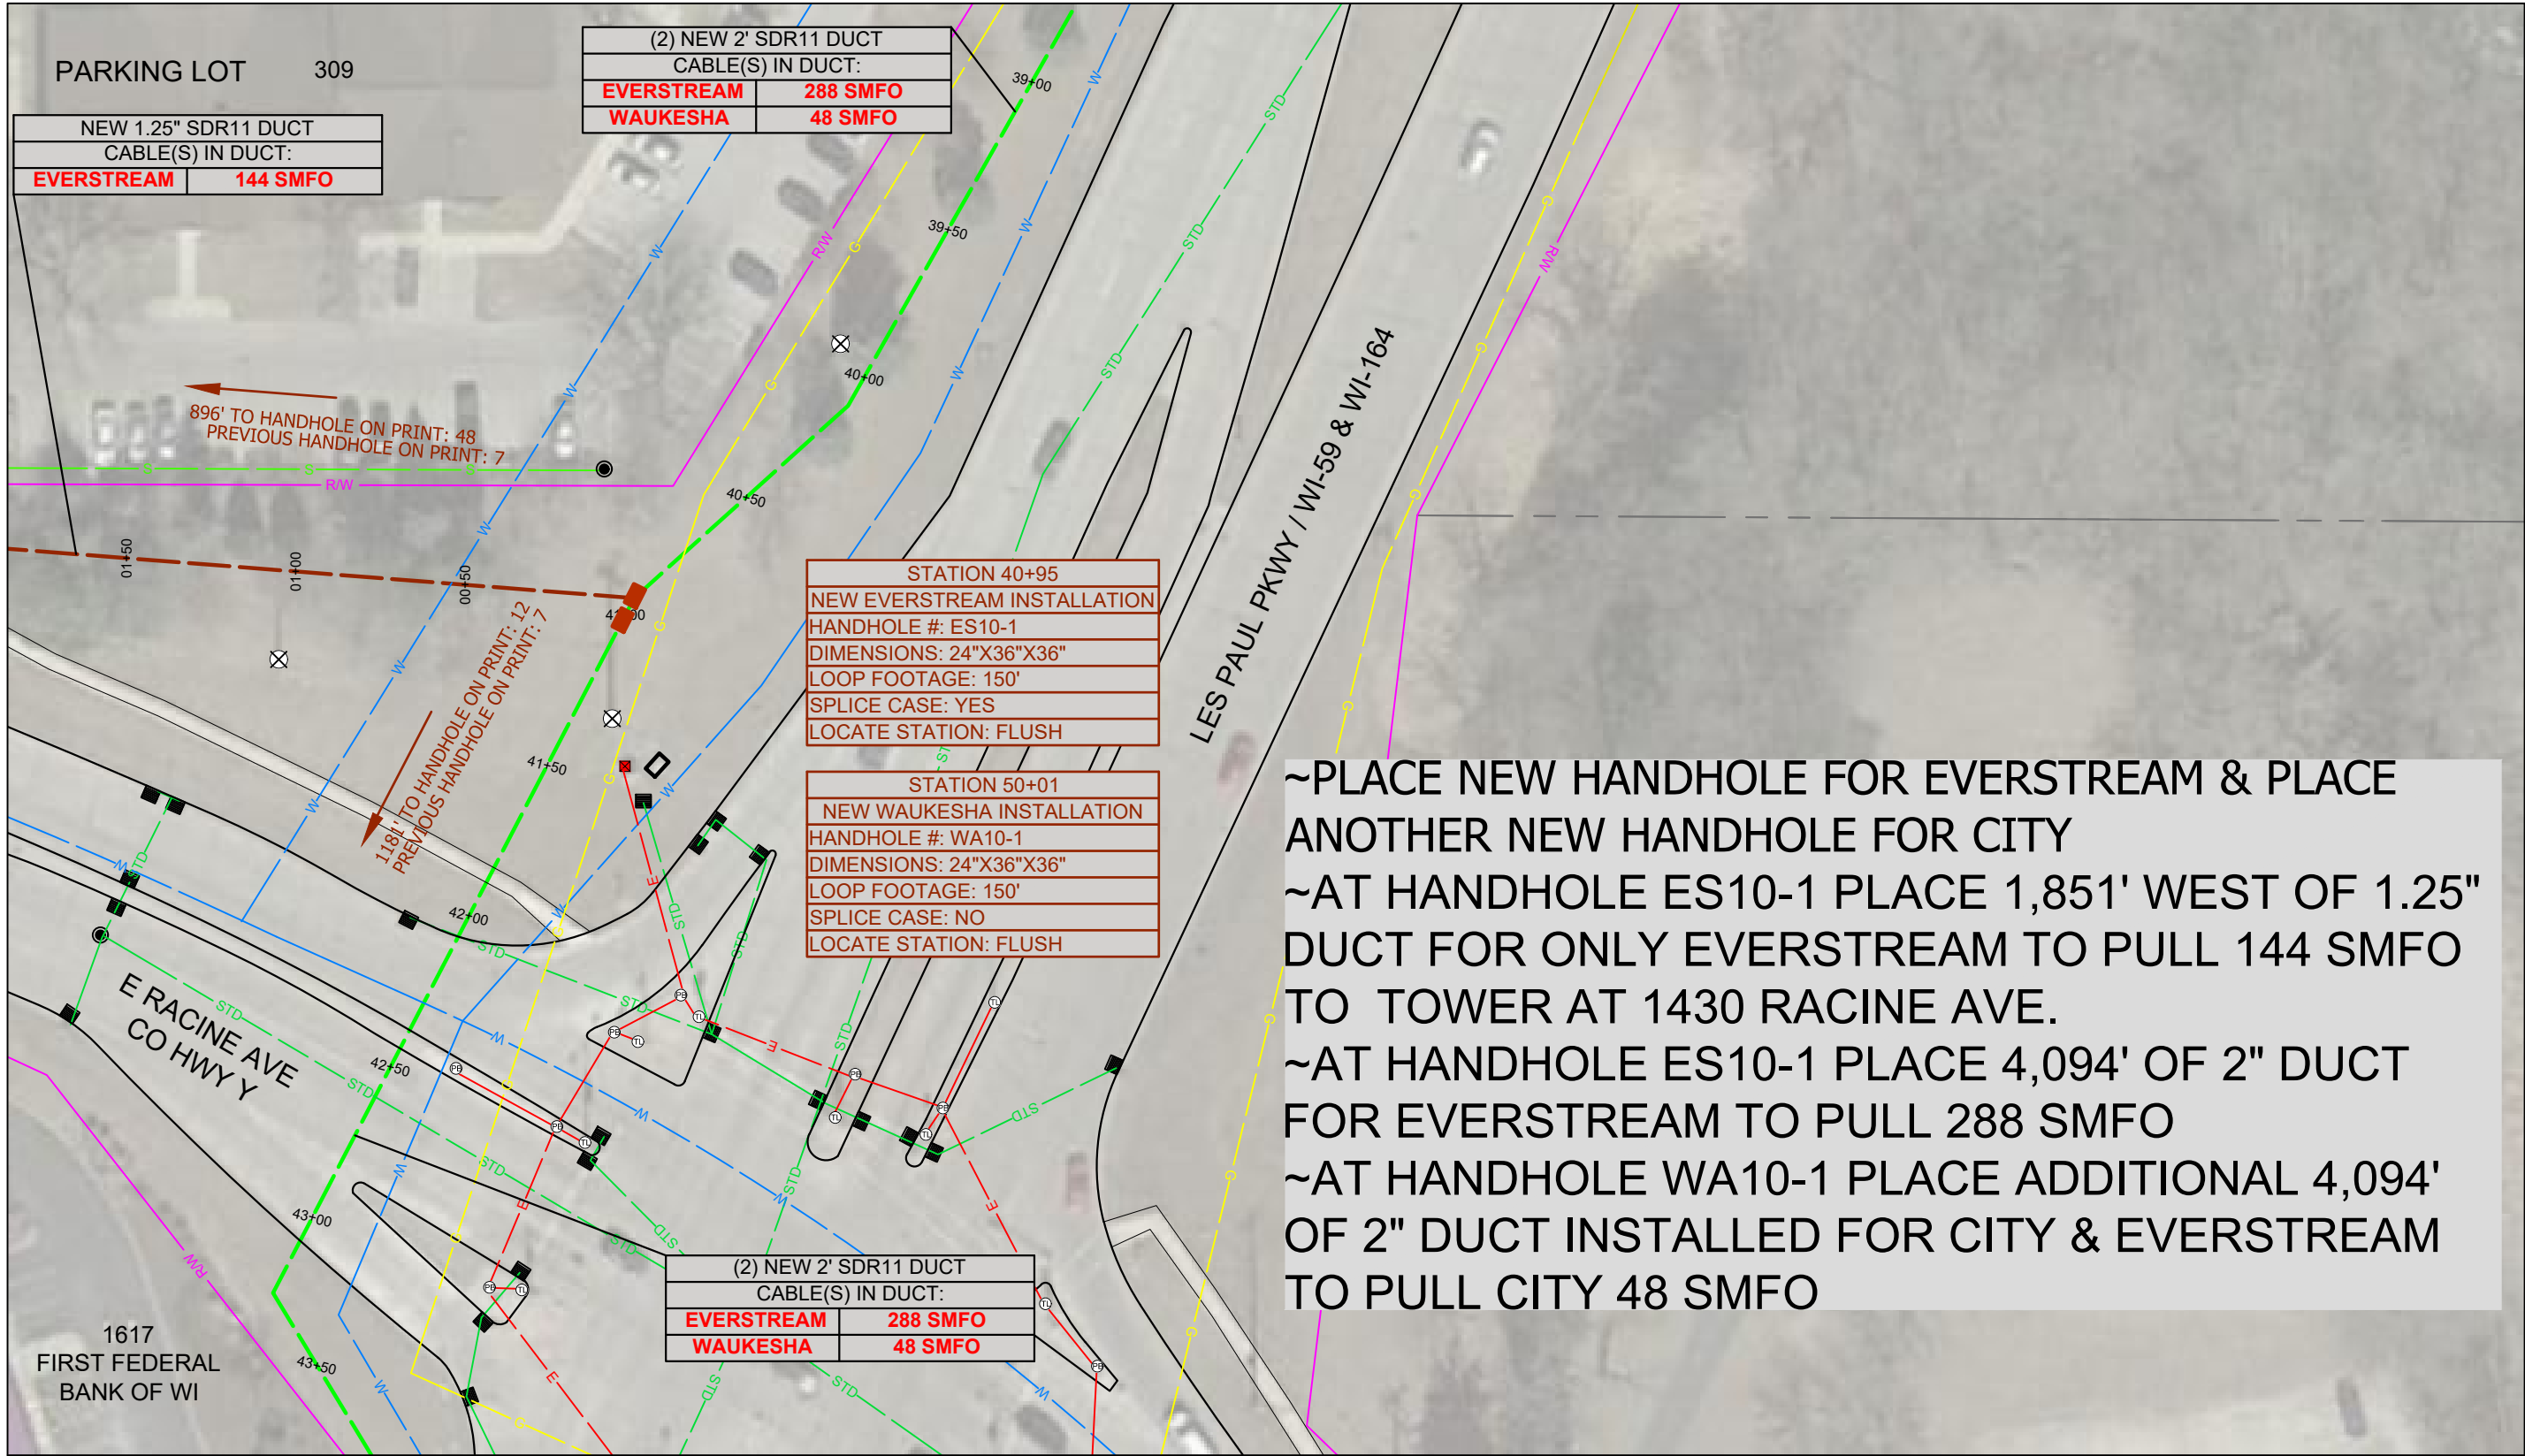 PARKING LOT 309
(2) NEW 2' SDR11 DUCT
CABLE(S) IN DUCT:
EVERSTREAM 288 SMFO
WAUKESHA 48 SMFO
NEW 1.25" SDR11 DUCT
CABLE(S) IN DUCT:
EVERSTREAM 144 SMFO
39+00
39+50
40+00
40+50
41+00
41+50
42+00
42+50
43+00
43+50
01+50
01+00
00+50
896' TO HANDHOLE ON PRINT: 48
PREVIOUS HANDHOLE ON PRINT: 7
1181' TO HANDHOLE ON PRINT: 12
PREVIOUS HANDHOLE ON PRINT: 7
R/W
R/W
R/W
R/W
LES PAUL PKWY / WI-59 & WI-164
STATION 40+95
NEW EVERSTREAM INSTALLATION
HANDHOLE #: ES10-1
DIMENSIONS: 24"X36"X36"
LOOP FOOTAGE: 150'
SPLICE CASE: YES
LOCATE STATION: FLUSH
STATION 50+01
NEW WAUKESHA INSTALLATION
HANDHOLE #: WA10-1
DIMENSIONS: 24"X36"X36"
LOOP FOOTAGE: 150'
SPLICE CASE: NO
LOCATE STATION: FLUSH
~PLACE NEW HANDHOLE FOR EVERSTREAM & PLACE
ANOTHER NEW HANDHOLE FOR CITY
~AT HANDHOLE ES10-1 PLACE 1,851' WEST OF 1.25"
DUCT FOR ONLY EVERSTREAM TO PULL 144 SMFO
TO TOWER AT 1430 RACINE AVE.
~AT HANDHOLE ES10-1 PLACE 4,094' OF 2" DUCT
FOR EVERSTREAM TO PULL 288 SMFO
~AT HANDHOLE WA10-1 PLACE ADDITIONAL 4,094'
OF 2" DUCT INSTALLED FOR CITY & EVERSTREAM
TO PULL CITY 48 SMFO
E RACINE AVE
CO HWY Y
(2) NEW 2' SDR11 DUCT
CABLE(S) IN DUCT:
EVERSTREAM 288 SMFO
WAUKESHA 48 SMFO
1617
FIRST FEDERAL
BANK OF WI